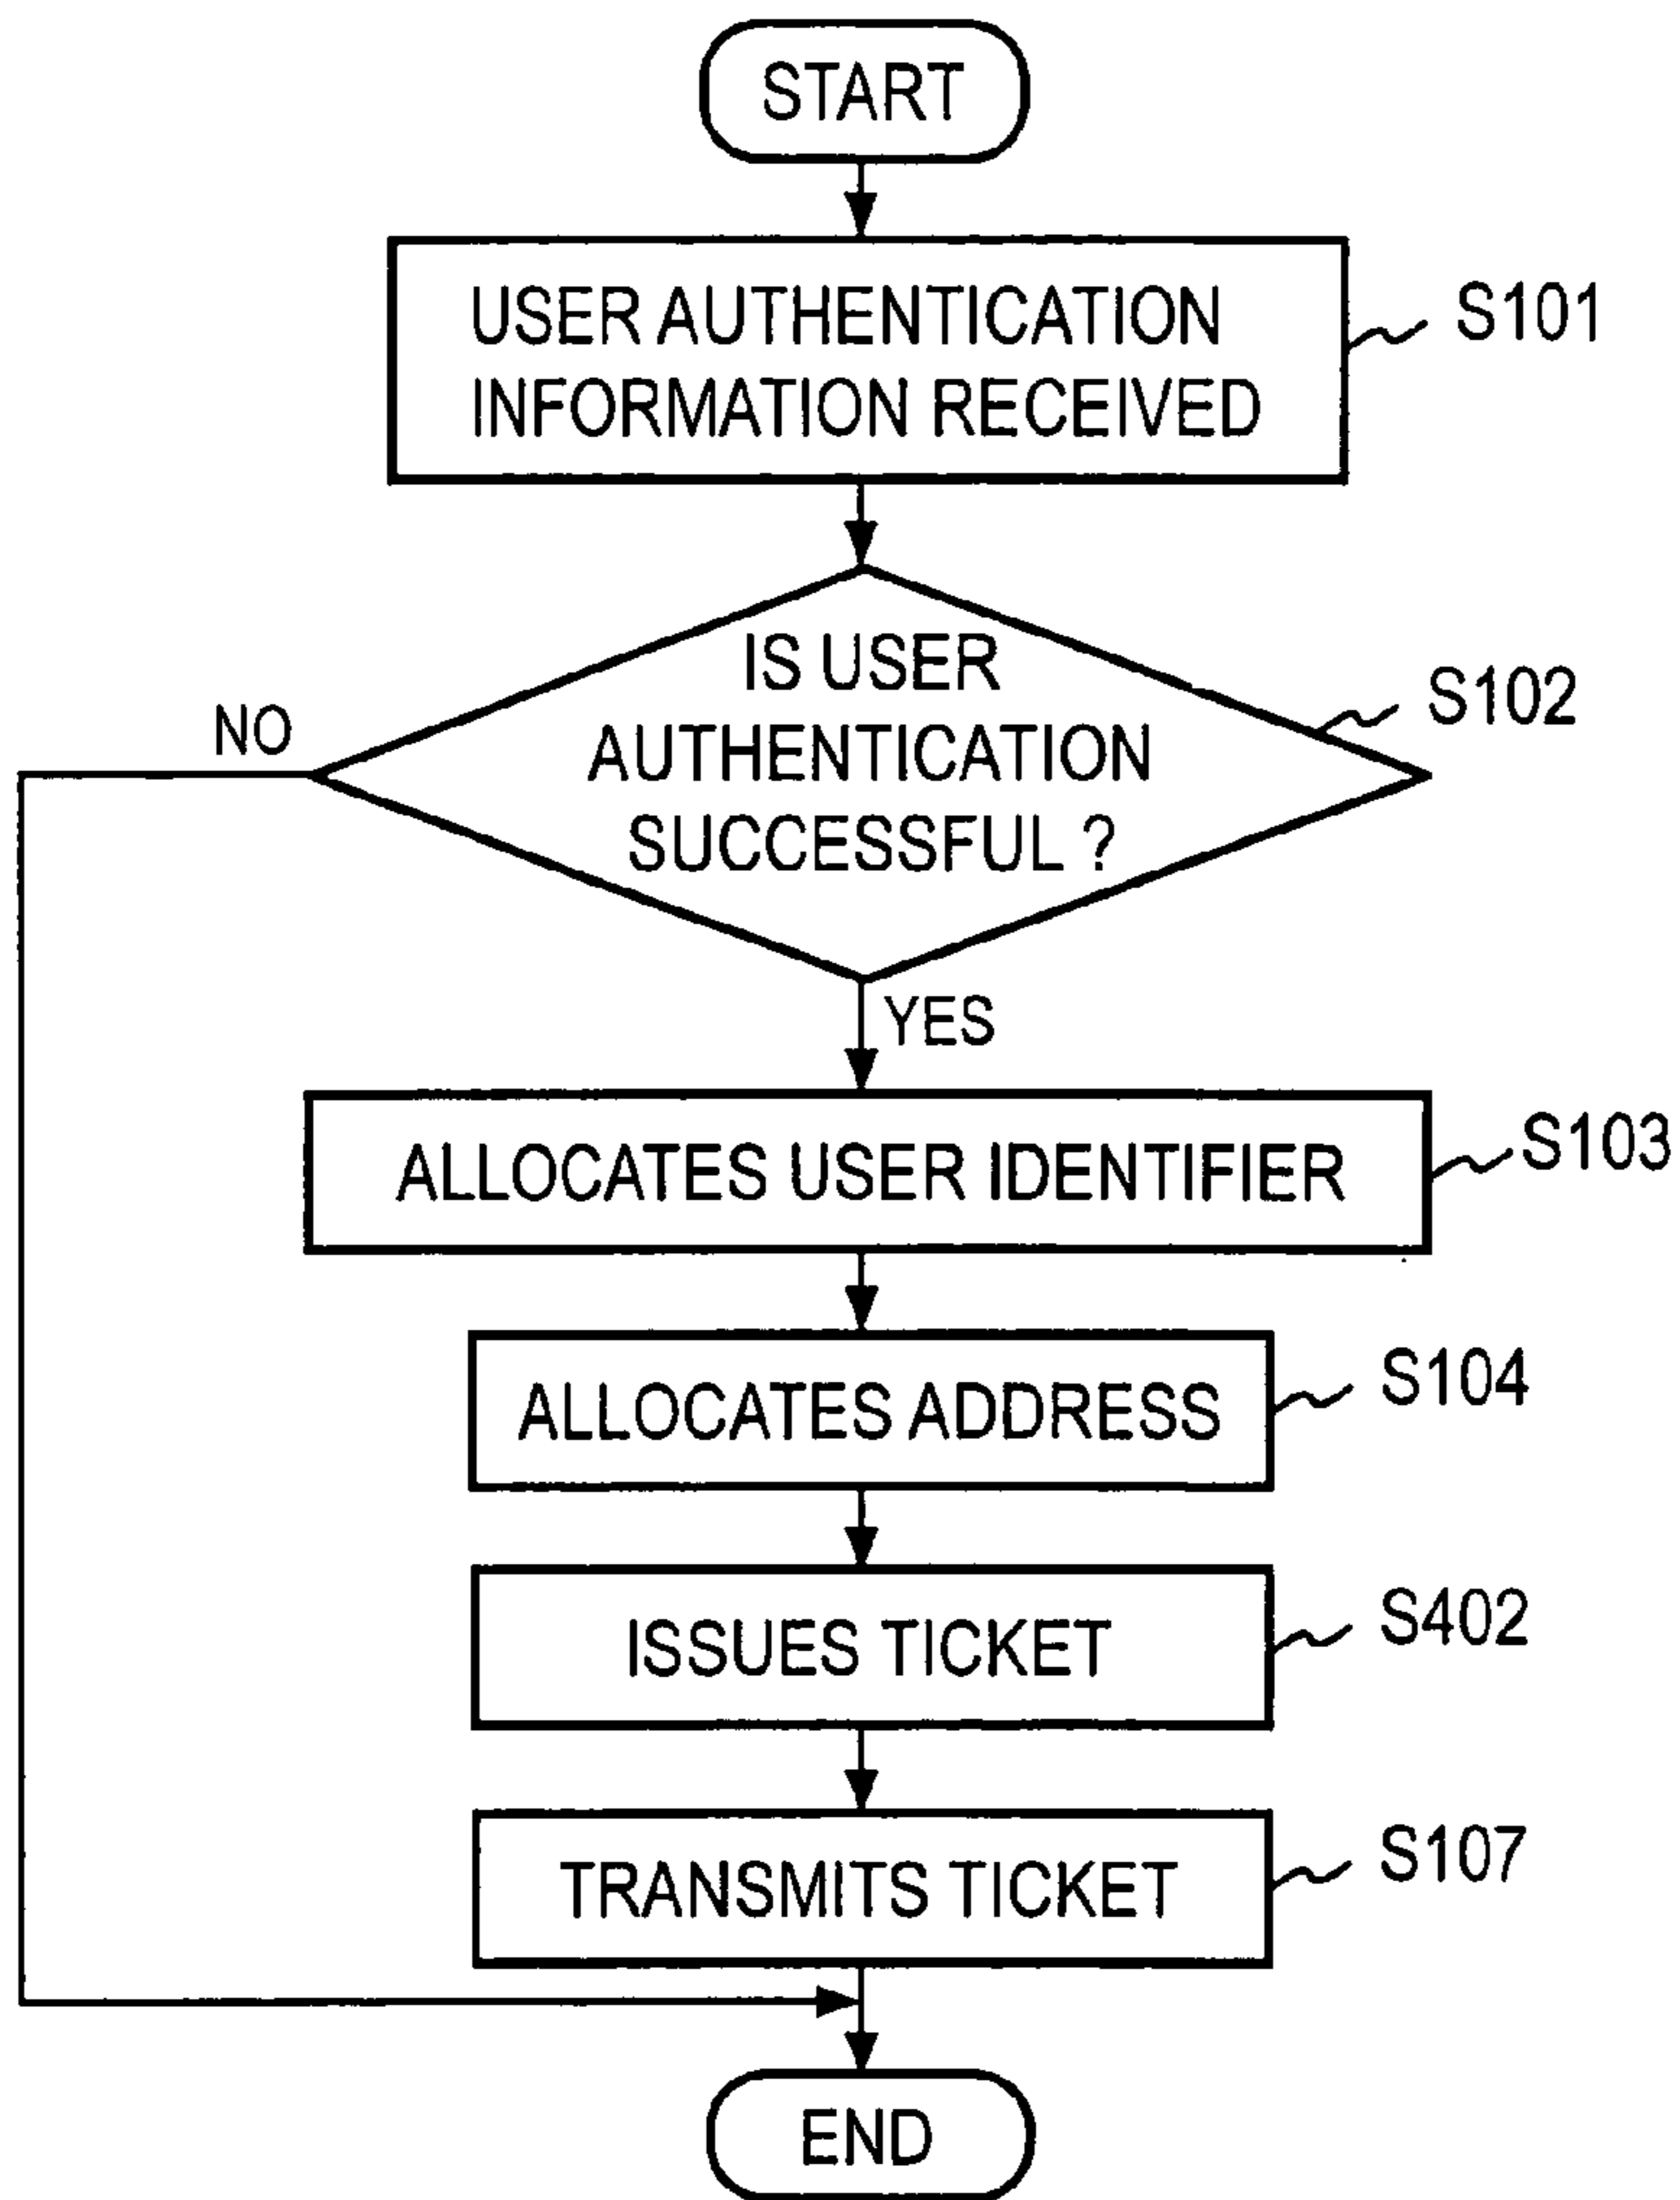 START
USER AUTHENTICATION
INFORMATION RECEIVED
S101
IS USER
AUTHENTICATION
SUCCESSFUL ?
S102
NO
YES
ALLOCATES USER IDENTIFIER
S103
ALLOCATES ADDRESS
S104
ISSUES TICKET
S402
TRANSMITS TICKET
S107
END